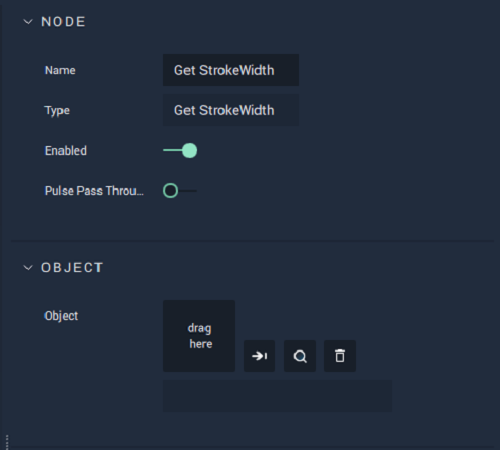 NODE
Name Get StrokeWidth
Type Get StrokeWidth
Enabled
Pulse Pass Throu...
OBJECT
Object
drag
here